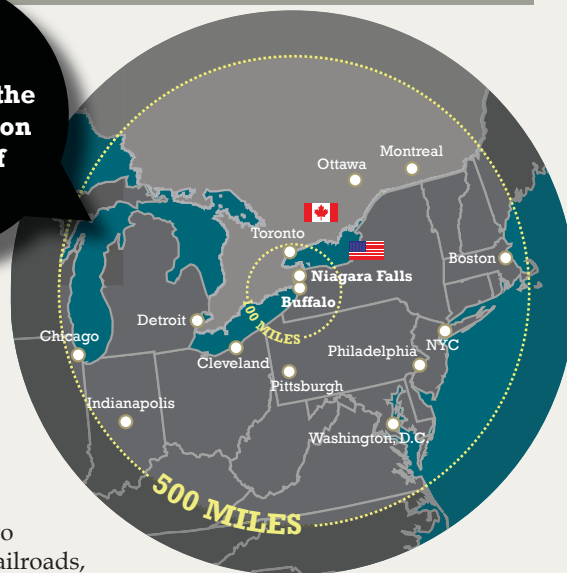 the
on
f
Montreal
Ottawa
Toronto
Niagara Falls
Buffalo
100 MILES
Boston
Detroit
Chicago
Cleveland
NYC
Philadelphia
Pittsburgh
Indianapolis
Washington, D.C.
500 MILES
o
ailroads,